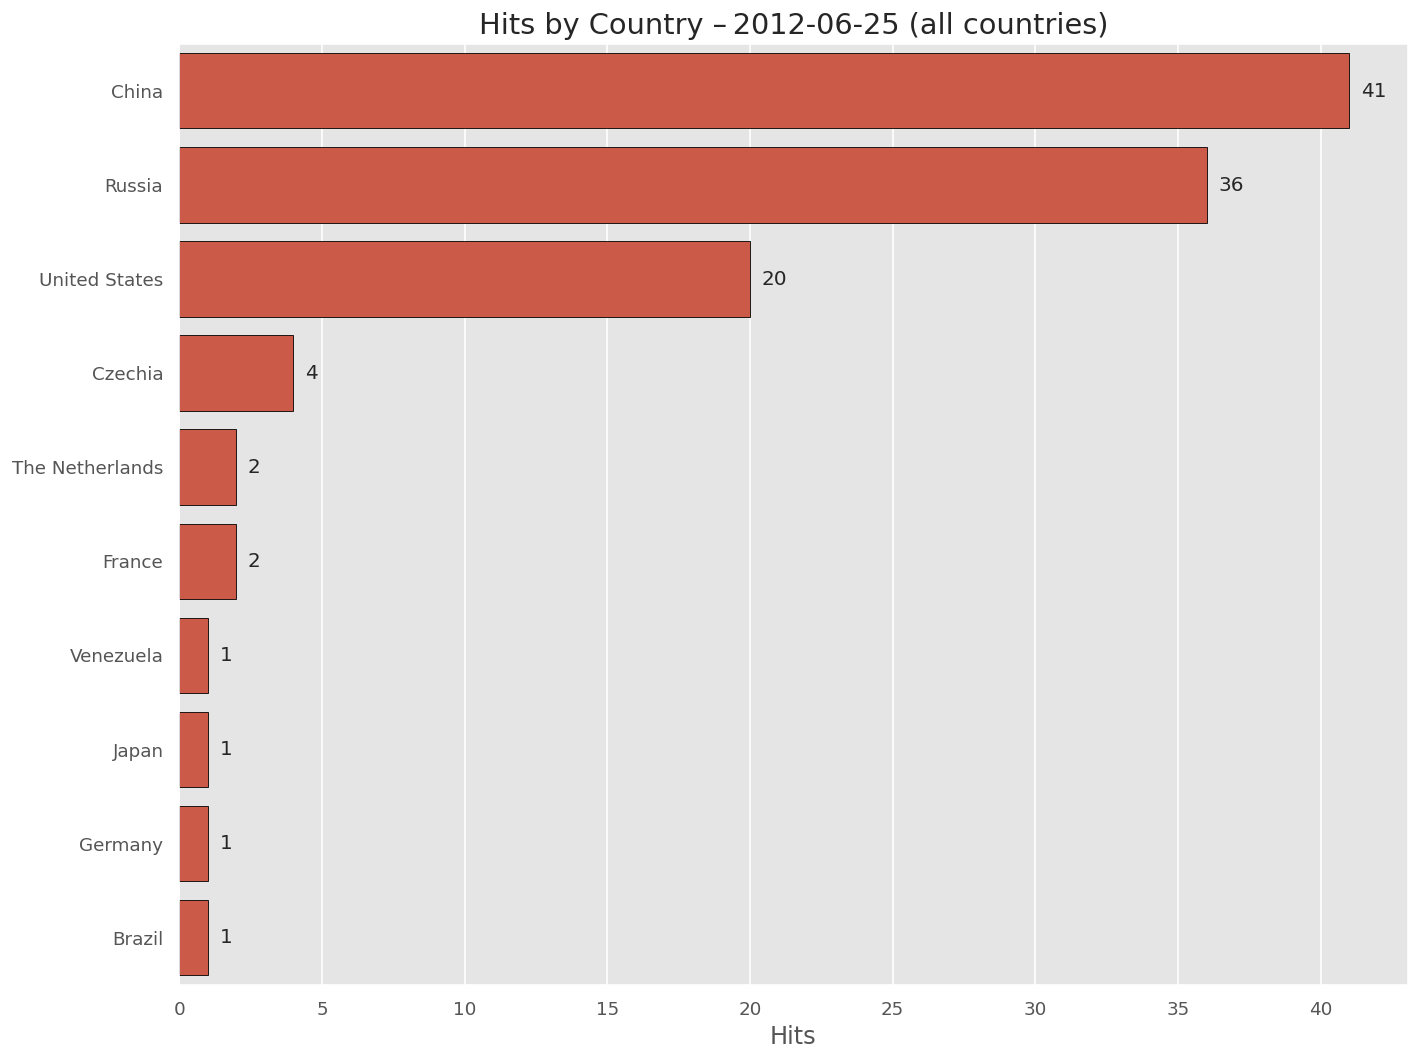 Hits by Country – 2012-06-25 (all countries)
China 41
Russia 36
United States 20
Czechia 4
The Netherlands 2
France 2
Venezuela 1
Japan 1
Germany 1
Brazil 1
0 5 10 15 20 25 30 35 40
Hits